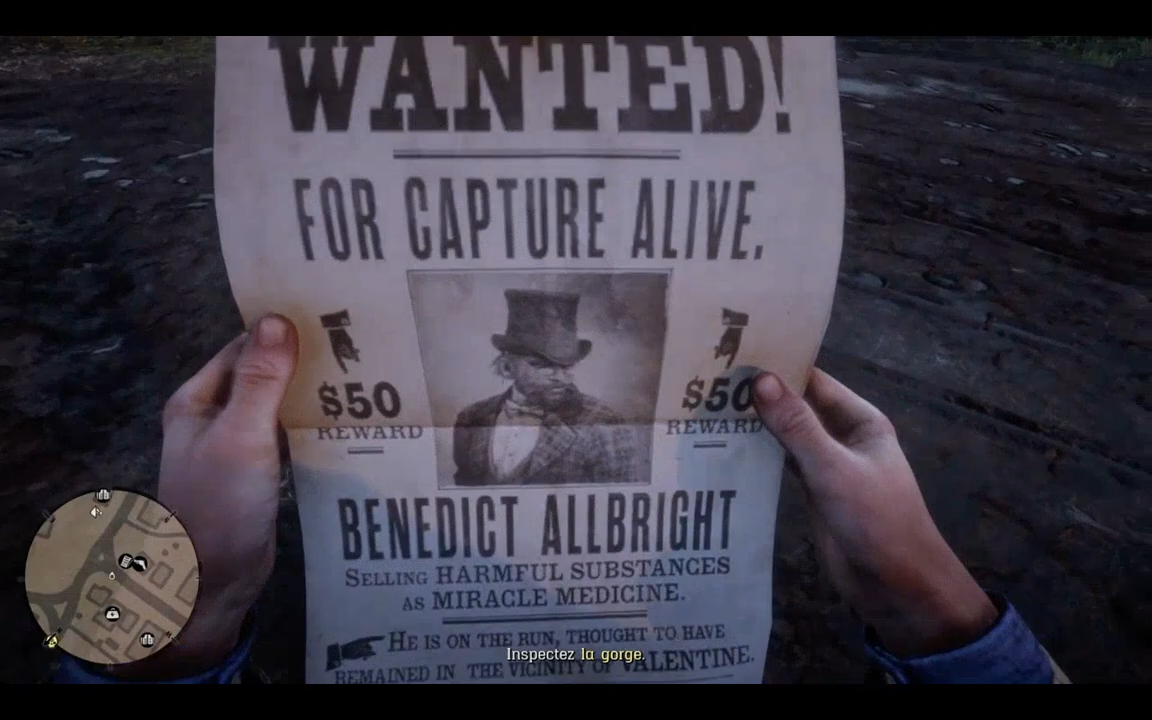 WANTED!
FOR CAPTURE ALIVE.
$50
REWARD
$50
REWARD
BENEDICT ALLBRIGHT
SELLING HARMFUL SUBSTANCES
AS MIRACLE MEDICINE.
HE IS ON THE RUN, THOUGHT TO HAVE
REMAINED IN THE VICINITY OF VALENTINE.
Inspectez la gorge.